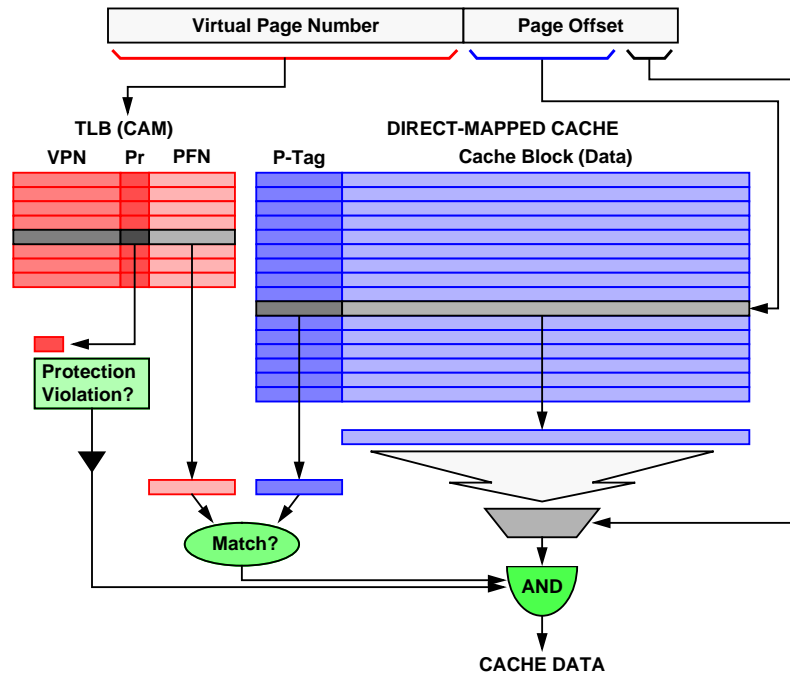 Virtual Page Number Page Offset
TLB (CAM) DIRECT-MAPPED CACHE
VPN Pr PFN P-Tag Cache Block (Data)
Protection
Violation?
Match?
AND
CACHE DATA